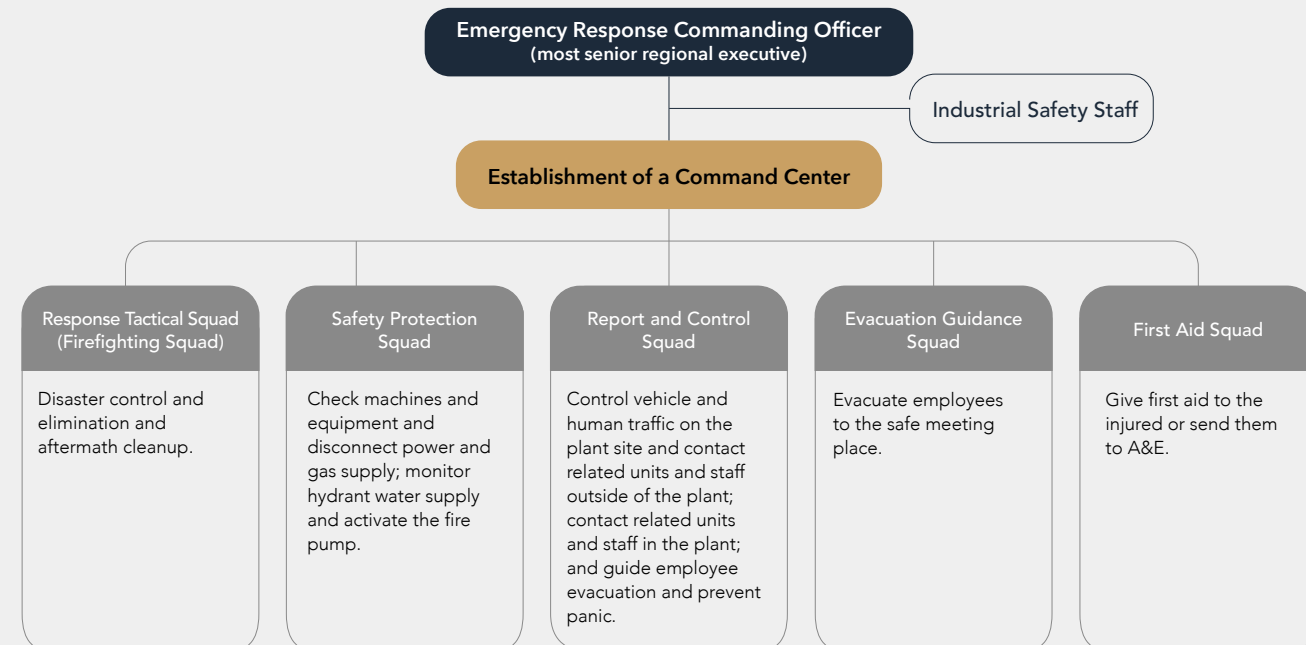 Emergency Response Commanding Officer
(most senior regional executive)
Industrial Safety Staff
Establishment of a Command Center
Response Tactical Squad
(Firefighting Squad)
Disaster control and
elimination and
aftermath cleanup.
Safety Protection
Squad
Check machines and
equipment and
disconnect power and
gas supply; monitor
hydrant water supply
and activate the fire
pump.
Report and Control
Squad
Control vehicle and
human traffic on the
plant site and contact
related units and staff
outside of the plant;
contact related units
and staff in the plant;
and guide employee
evacuation and prevent
panic.
Evacuation Guidance
Squad
Evacuate employees
to the safe meeting
place.
First Aid Squad
Give first aid to the
injured or send them
to A&E.